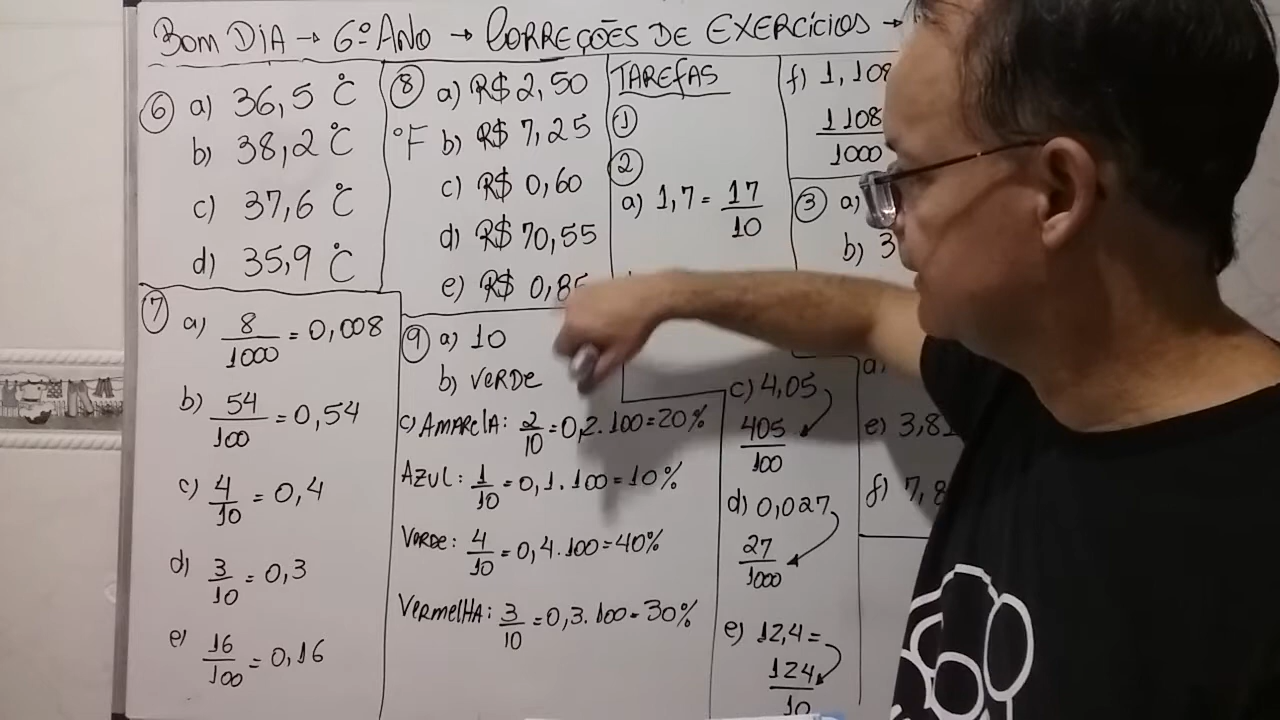 BOM DIA → 6º ANO → CORREÇÕES DE EXERCÍCIOS →
6 a) 36,5 °C
b) 38,2 °C
c) 37,6 °C
d) 35,9 °C
7 a) 8/1000 = 0,008
b) 54/100 = 0,54
c) 4/10 = 0,4
d) 3/10 = 0,3
e) 16/100 = 0,16
8 a) R$ 2,50
°F b) R$ 7,25
c) R$ 0,60
d) R$ 70,55
e) R$ 0,85
9 a) 10
b) VERDE
c) AMARELA: 2/10 = 0,2 . 100 = 20%
AZUL: 1/10 = 0,1 . 100 = 10%
VERDE: 4/10 = 0,4 . 100 = 40%
VERMELHA: 3/10 = 0,3 . 100 = 30%
TAREFAS
1
2
a) 1,7 = 17/10
c) 4,05
405/100
d) 0,027
27/1000
e) 12,4 =
124/10
f) 1,108
1108/1000
3 a)
b) 3
e) 3,81
f) 7,8